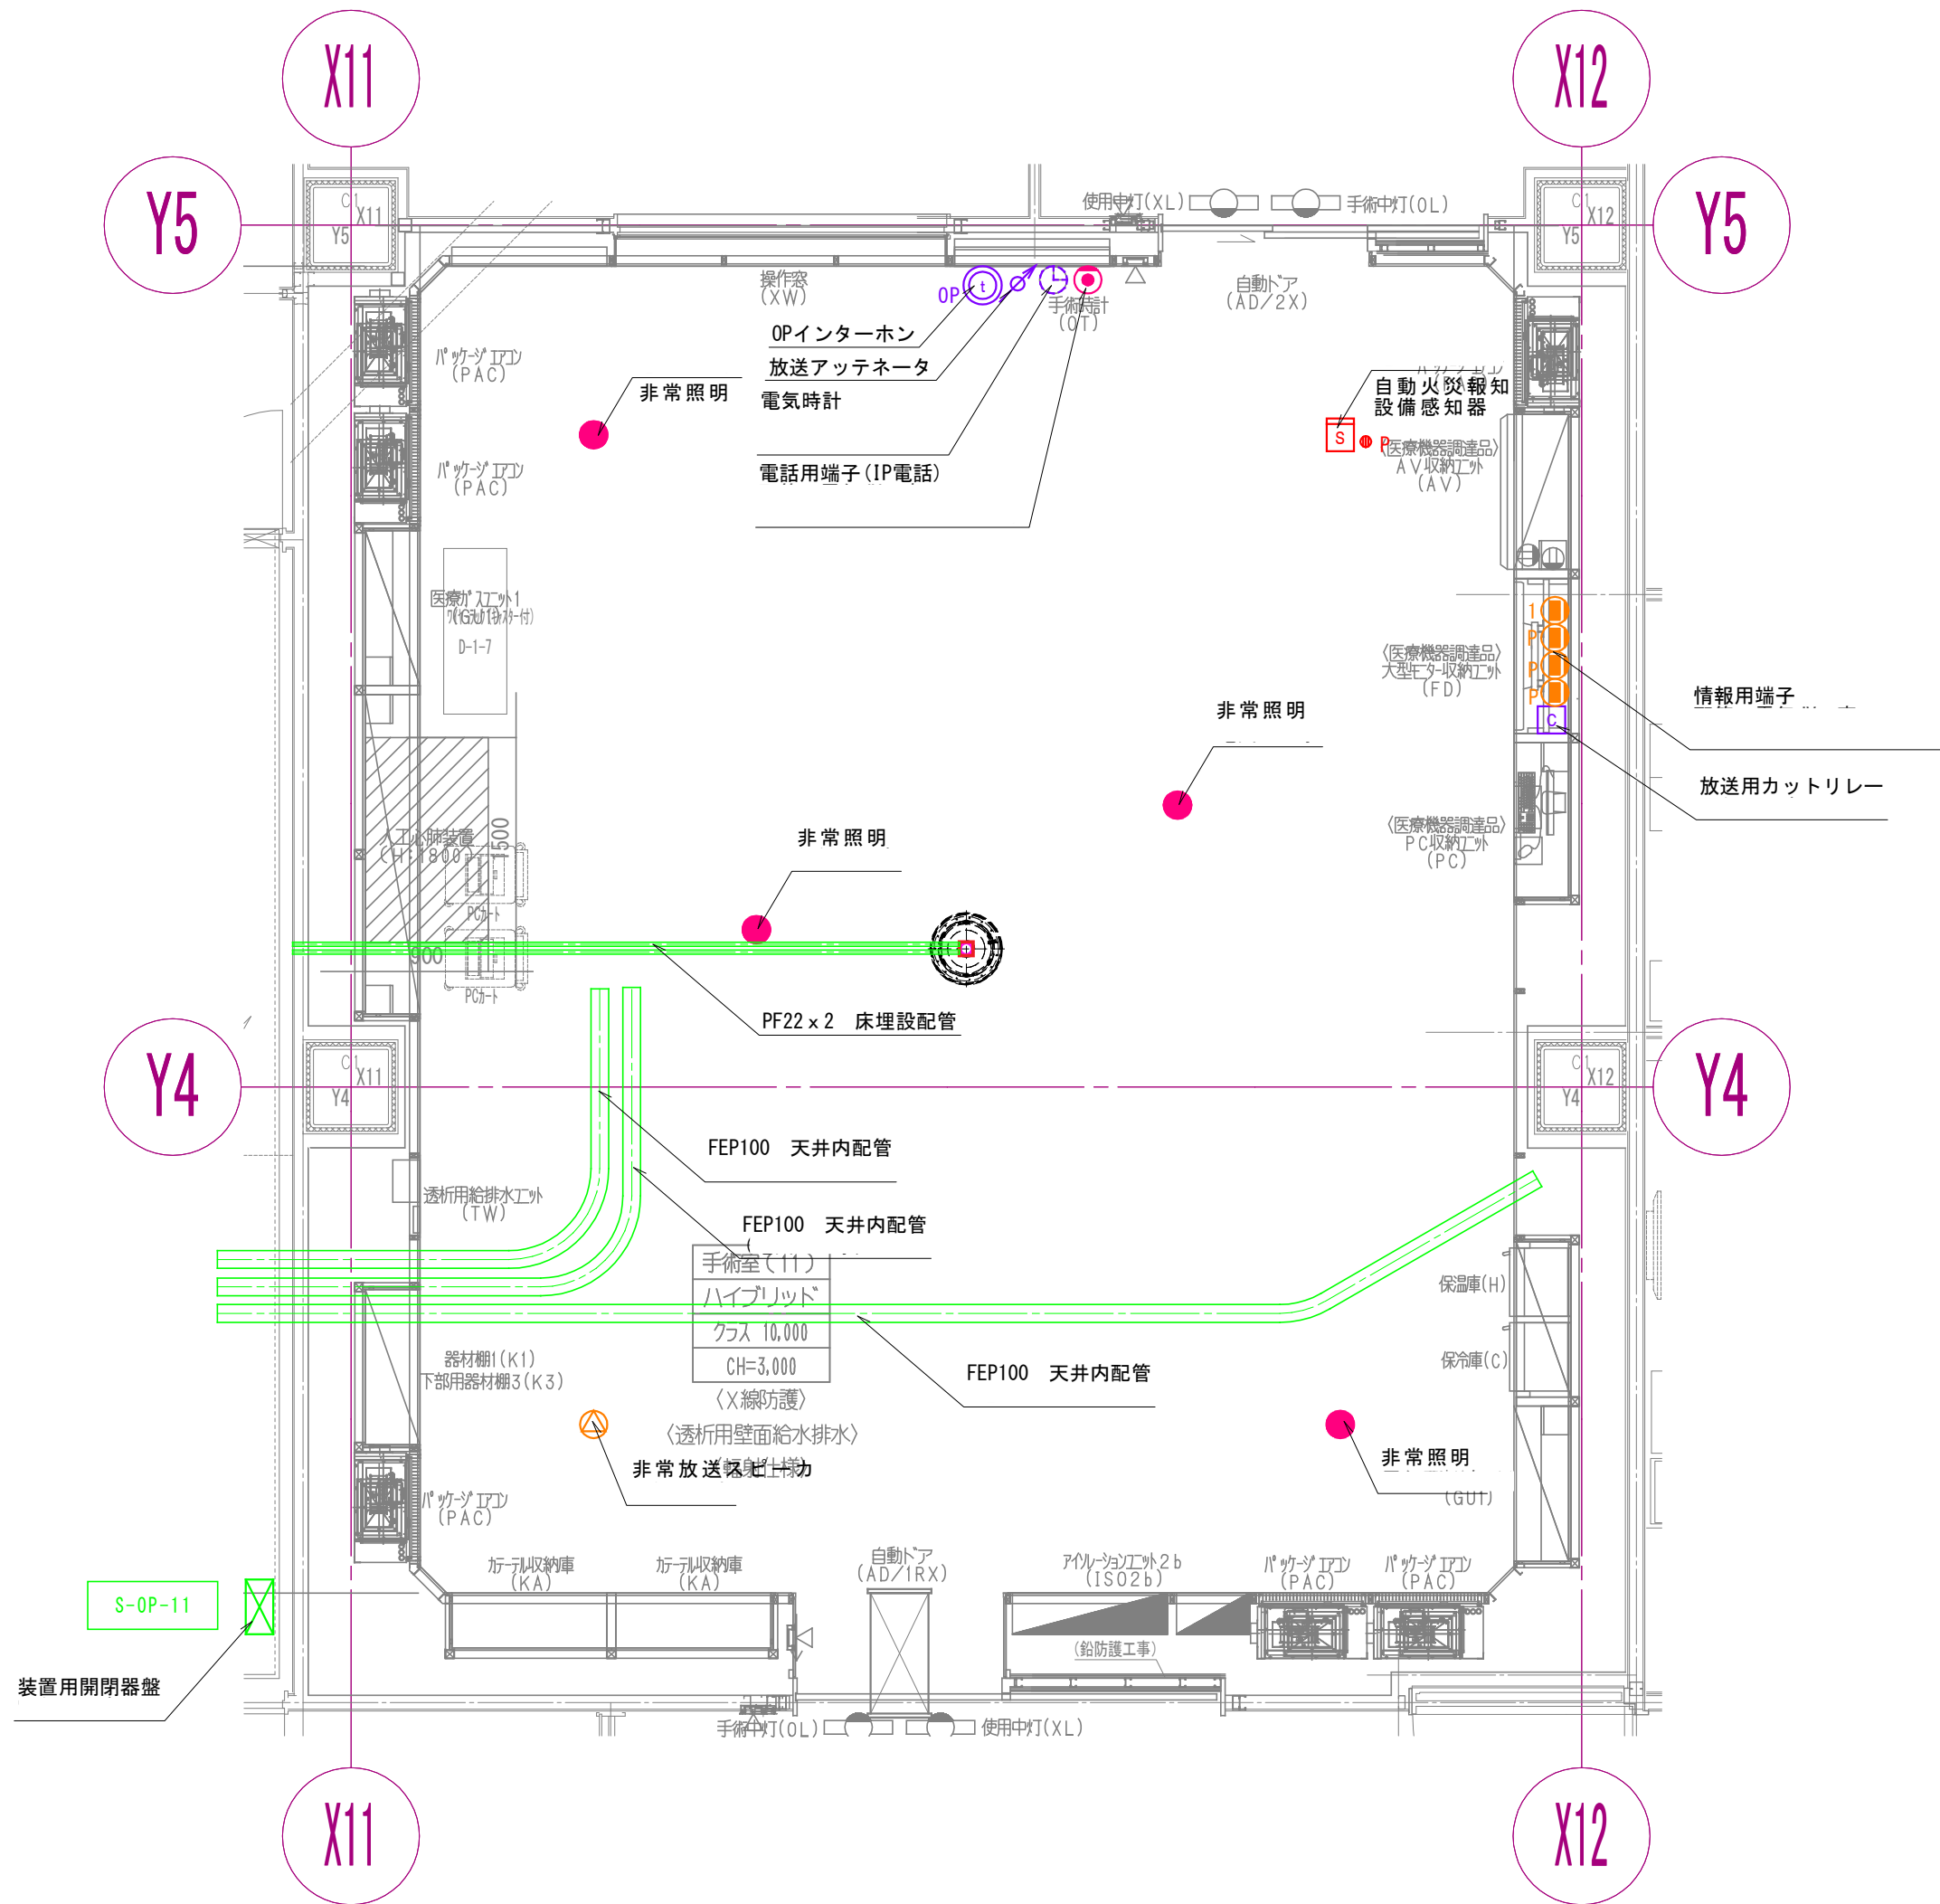 X11
X12
Y5
Y5
C1
X11
Y5
使用中灯(XL)
手術中灯(OL)
C1
X12
Y5
操作窓
(XW)
OP
t
手術時計
(OT)
自動ドア
(AD/2X)
OPインターホン
放送アッテネータ
電気時計
電話用端子(IP電話)
パッケージエアコン
(PAC)
非常照明
自動火災報知
設備感知器
S
P
パッケージエアコン
(PAC)
〈医療機器調達品〉
AV収納ユニット
(AV)
医療ガスユニット1
(GU1)
D-1-7
1
P
P
P
C
〈医療機器調達品〉
大型モニター収納ユニット
(FD)
情報用端子
非常照明
放送用カットリレー
人工心肺装置
(H:1800)
1500
非常照明
〈医療機器調達品〉
PC収納ユニット
(PC)
PCカート
900
PCカート
PF22×2　床埋設配管
Y4
Y4
C1
X11
Y4
C1
X12
Y4
FEP100　天井内配管
透析用給排水ユニット
(TW)
FEP100　天井内配管
手術室(11)
ハイブリッド
クラス 10,000
CH=3,000
〈X線防護〉
〈透析用壁面給水排水〉
(輻射仕様)
保温庫(H)
保冷庫(C)
器材棚1(K1)
下部用器材棚3(K3)
FEP100　天井内配管
非常放送スピーカ
非常照明
(GU1)
パッケージエアコン
(PAC)
カテーテル収納庫
(KA)
カテーテル収納庫
(KA)
自動ドア
(AD/1RX)
アイソレーションユニット2b
(ISO2b)
パッケージエアコン
(PAC)
パッケージエアコン
(PAC)
S-OP-11
(鉛防護工事)
装置用開閉器盤
手術中灯(OL)
使用中灯(XL)
X11
X12